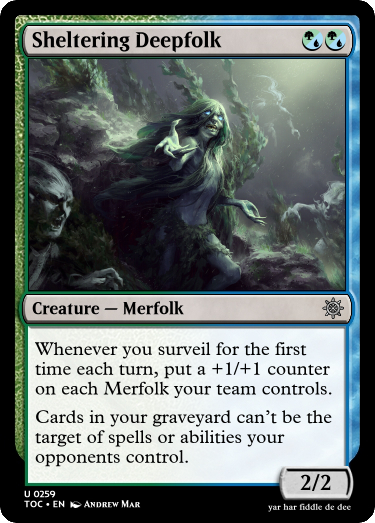 Sheltering Deepfolk
Creature — Merfolk
Whenever you surveil for the first
time each turn, put a +1/+1 counter
on each Merfolk your team controls.
Cards in your graveyard can't be the
target of spells or abilities your
opponents control.
2/2
U 0259
TOC • EN Andrew Mar
yar har fiddle de dee